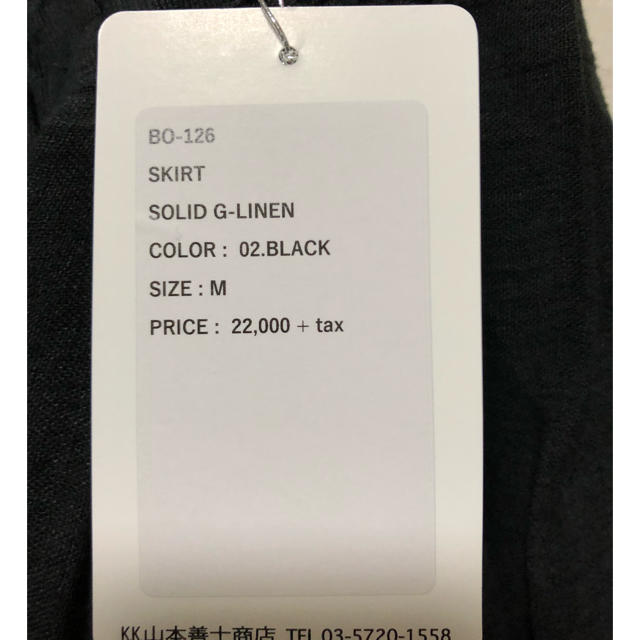 BO-126
SKIRT
SOLID G-LINEN
COLOR : 02.BLACK
SIZE : M
PRICE : 22,000 + tax
KK山本善士商店 TEL 03-5720-1558